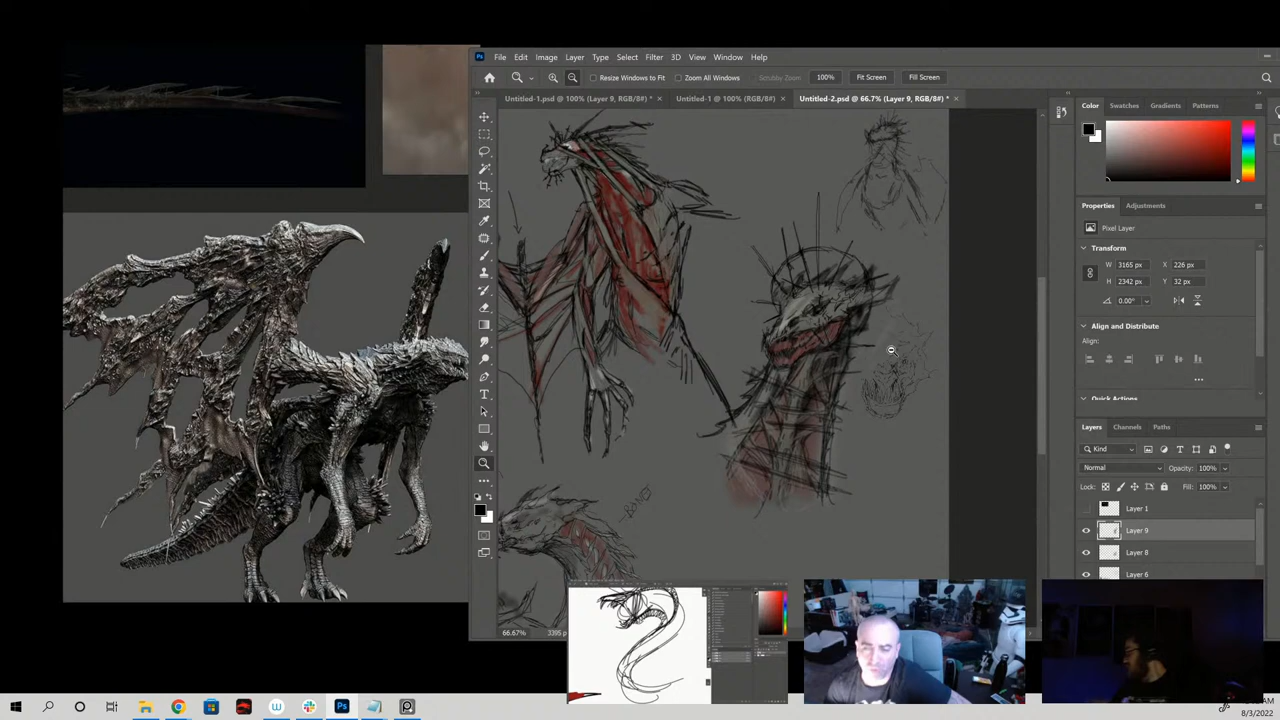 File Edit Image Layer Type Select Filter 3D View Window Help
Resize Windows to Fit Zoom All Windows Scrubby Zoom 100% Fit Screen Fill Screen
Untitled-1.psd @ 100% (Layer 9, RGB/8#) * × Untitled-1 @ 100% (RGB/8#) × Untitled-2.psd @ 66.7% (Layer 9, RGB/8#) * ×
Color Swatches Gradients Patterns
Properties Adjustments
Pixel Layer
Transform
W 3165 px X 226 px
H 2342 px Y 32 px
0.00°
Align and Distribute
Align:
Quick Actions
Layers Channels Paths
Kind
Normal Opacity: 100%
Lock: Fill: 100%
Layer 1
Layer 9
Layer 8
Layer 6
66.67%
AM
8/3/2022